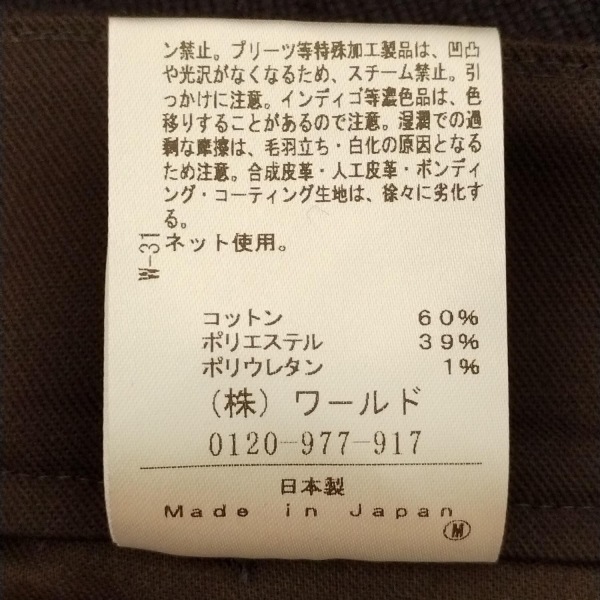 ン禁止。プリーツ等特殊加工製品は、凹凸
や光沢がなくなるため、スチーム禁止。引
っかけに注意。インディゴ等濃色品は、色
移りすることがあるので注意。湿潤での過
剰な摩擦は、毛羽立ち・白化の原因となる
ため注意。合成皮革・人工皮革・ボンディ
ング・コーティング生地は、徐々に劣化す
る。
ネット使用。
W-31
コットン 60%
ポリエステル 39%
ポリウレタン 1%
(株)ワールド
0120-977-917
日本製
Made in Japan
M